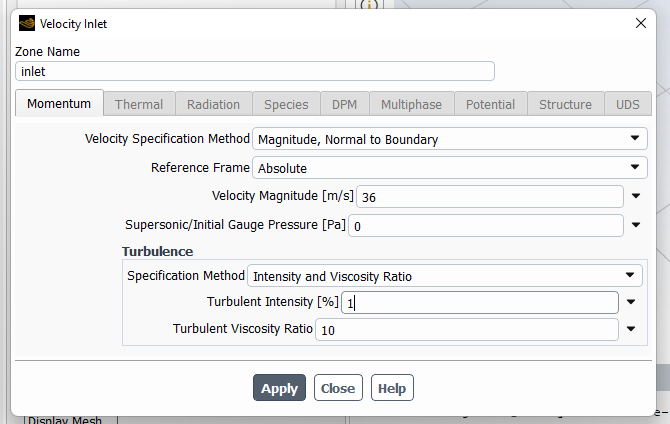 Velocity Inlet
Zone Name
inlet
Momentum Thermal Radiation Species DPM Multiphase Potential Structure UDS
Velocity Specification Method Magnitude, Normal to Boundary
Reference Frame Absolute
Velocity Magnitude [m/s] 36
Supersonic/Initial Gauge Pressure [Pa] 0
Turbulence
Specification Method Intensity and Viscosity Ratio
Turbulent Intensity [%] 1
Turbulent Viscosity Ratio 10
Apply Close Help
Display Mesh